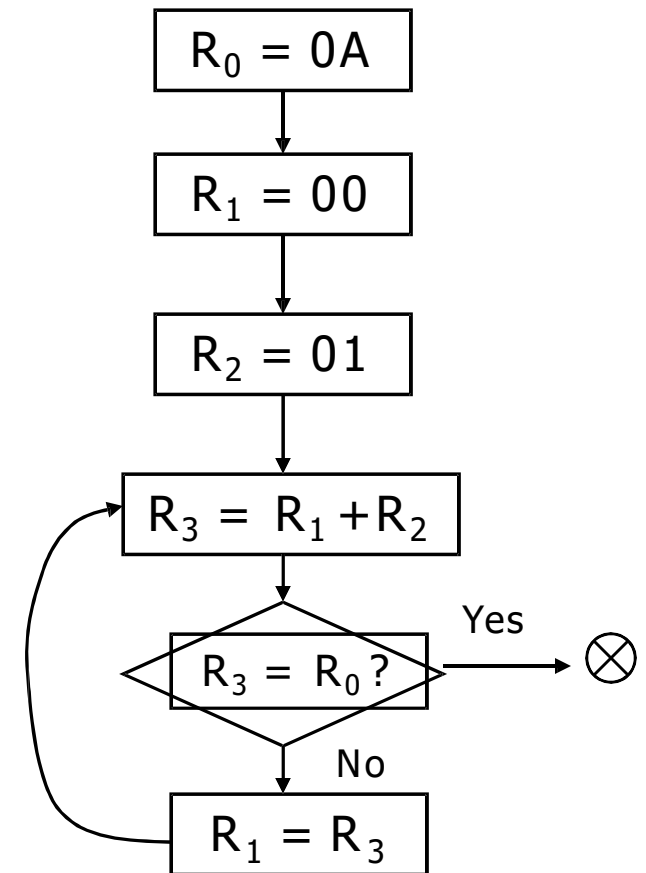 R₀ = 0A
R₁ = 00
R₂ = 01
R₃ = R₁ +R₂
Yes
R₃ = R₀ ?
No
R₁ = R₃